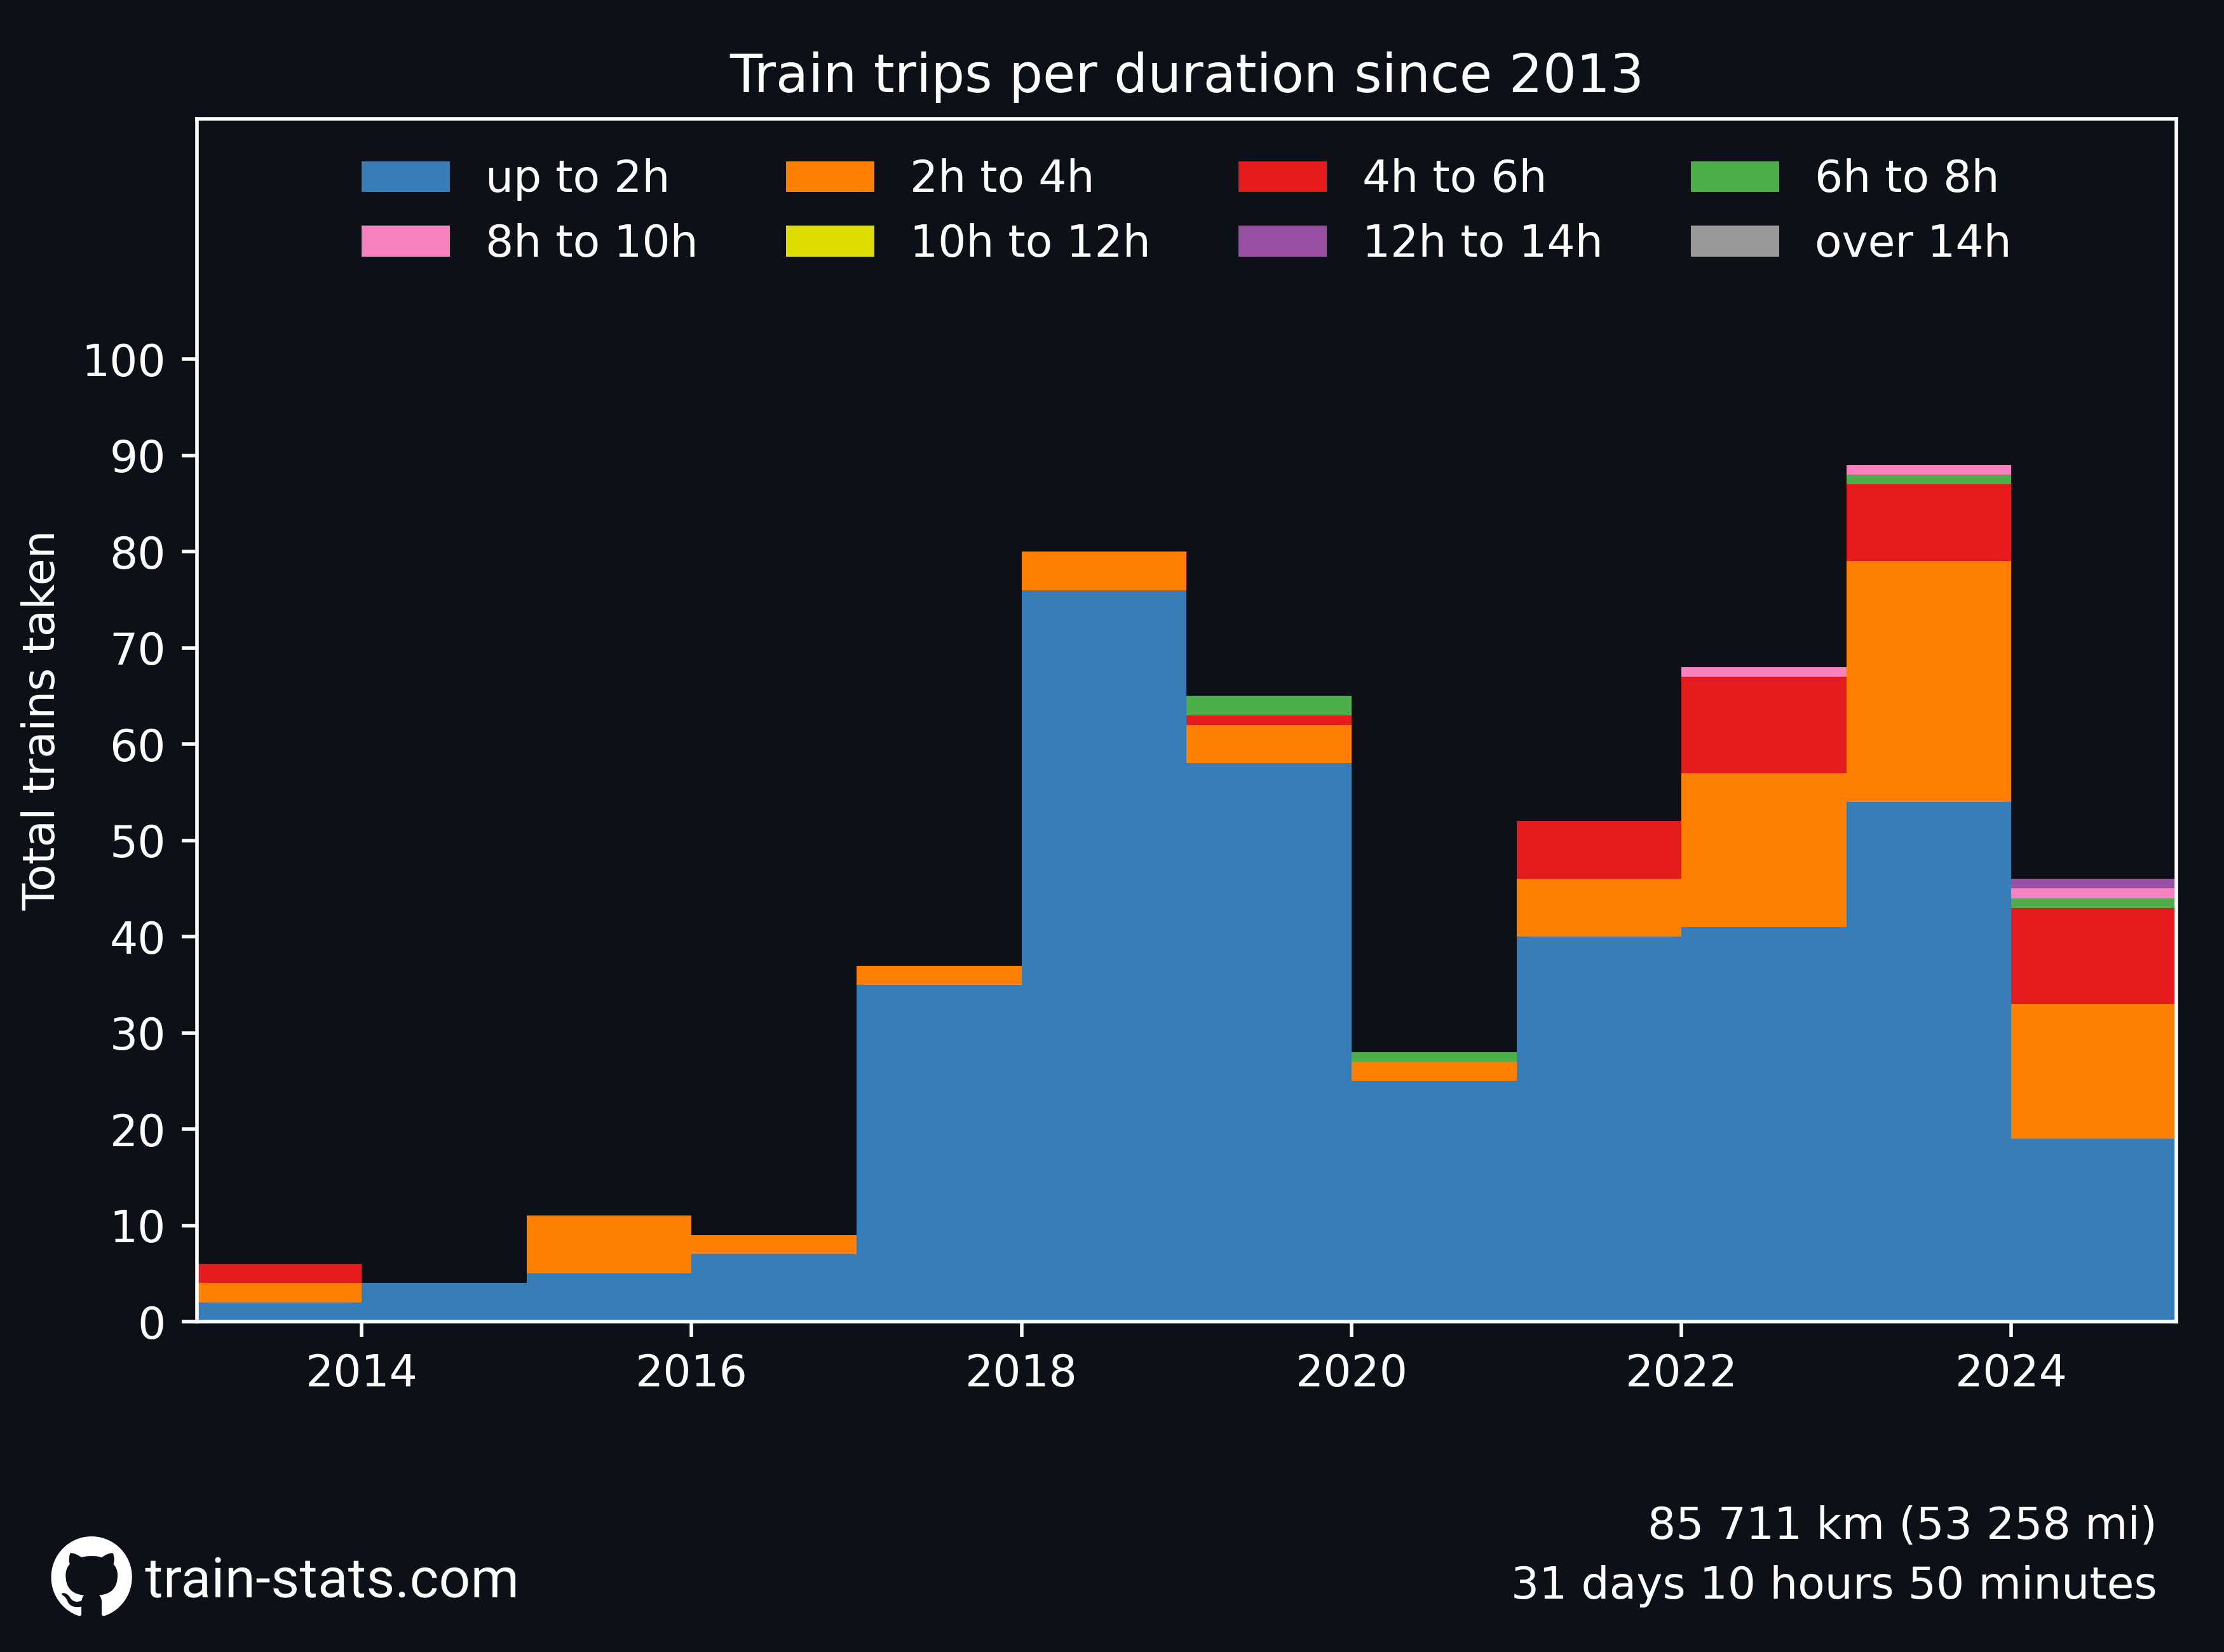 Train trips per duration since 2013
up to 2h 2h to 4h 4h to 6h 6h to 8h
8h to 10h 10h to 12h 12h to 14h over 14h
100
90
80
70
60
50
40
30
20
10
0
Total trains taken
2014 2016 2018 2020 2022 2024
85 711 km (53 258 mi)
31 days 10 hours 50 minutes
train-stats.com